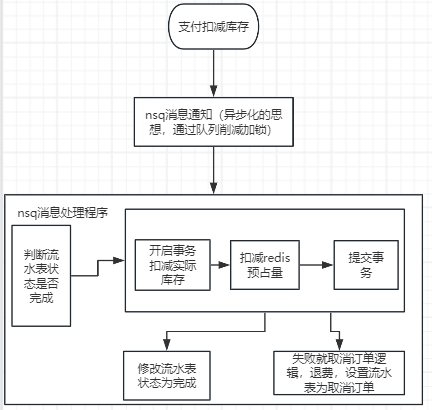 支付扣减库存
nsq消息通知（异步化的思
想，通过队列削减加锁）
nsq消息处理程序
判断流
水表状
态是否
完成
开启事务
扣减实际
库存
扣减redis
预占量
提交事
务
修改流水表
状态为完成
失败就取消订单逻
辑，退费，设置流水
表为取消订单